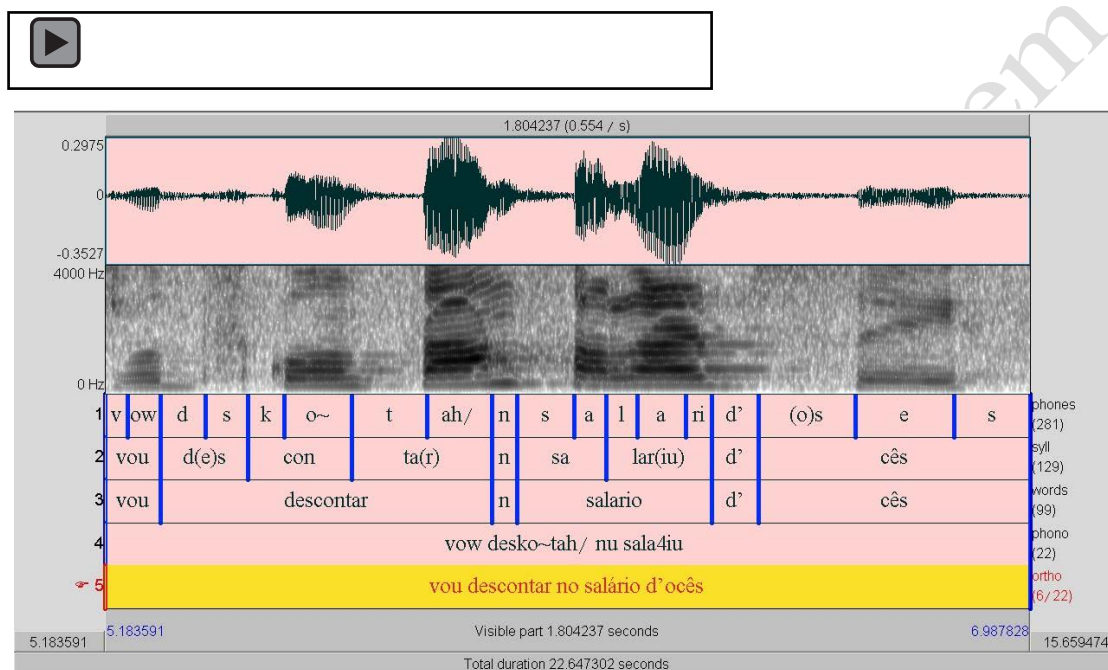 em
1.804237 (0.554 / s)
0.2975
0
-0.3527
4000 Hz
0 Hz
1 v ow d s k o~ t ah/ n s a l a ri d’ (o)s e s phones (281)
2 vou d(e)s con ta(r) n sa lar(iu) d’ cês syll (129)
3 vou descontar n salario d’ cês words (99)
4 vow desko~tah/ nu sala4iu phono (22)
5 vou descontar no salário d’ocês ortho (6/22)
5.183591 5.183591 Visible part 1.804237 seconds 6.987828 15.659474
Total duration 22.647302 seconds